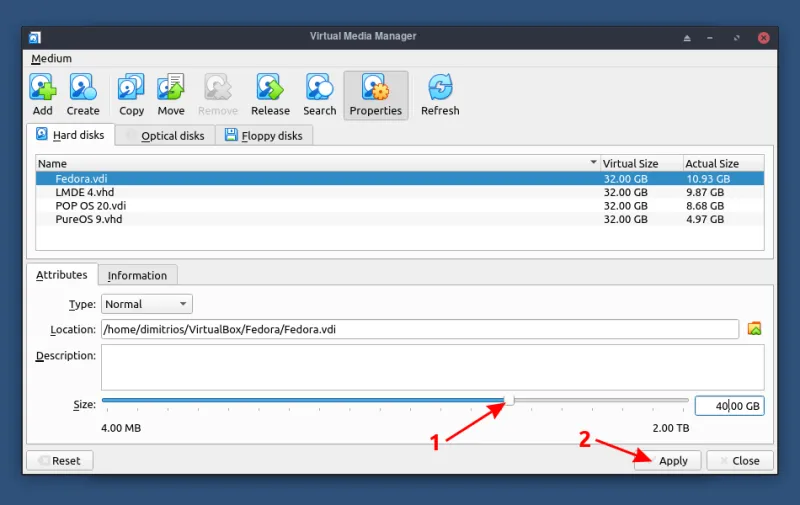 Virtual Media Manager
Medium
Add Create Copy Move Remove Release Search Properties Refresh
Hard disks Optical disks Floppy disks
Name Virtual Size Actual Size
Fedora.vdi 32.00 GB 10.93 GB
LMDE 4.vhd 32.00 GB 9.87 GB
POP OS 20.vdi 32.00 GB 8.68 GB
PureOS 9.vhd 32.00 GB 4.97 GB
Attributes Information
Type: Normal
Location: /home/dimitrios/VirtualBox/Fedora/Fedora.vdi
Description:
Size: 40.00 GB
4.00 MB 2.00 TB
1 2
Reset Apply Close